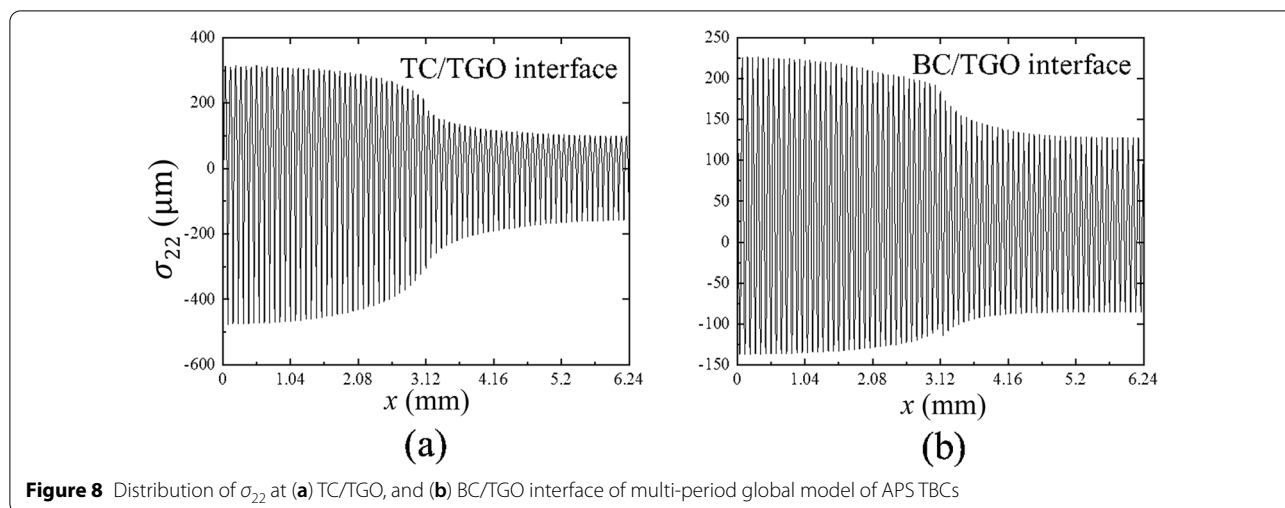 400
200
0
-200
-400
-600
σ₂₂ (μm)
TC/TGO interface
0 1.04 2.08 3.12 4.16 5.2 6.24
x (mm)
(a)
250
200
150
100
50
0
-50
-100
-150
BC/TGO interface
0 1.04 2.08 3.12 4.16 5.2 6.24
x (mm)
(b)
Figure 8 Distribution of σ₂₂ at (a) TC/TGO, and (b) BC/TGO interface of multi-period global model of APS TBCs